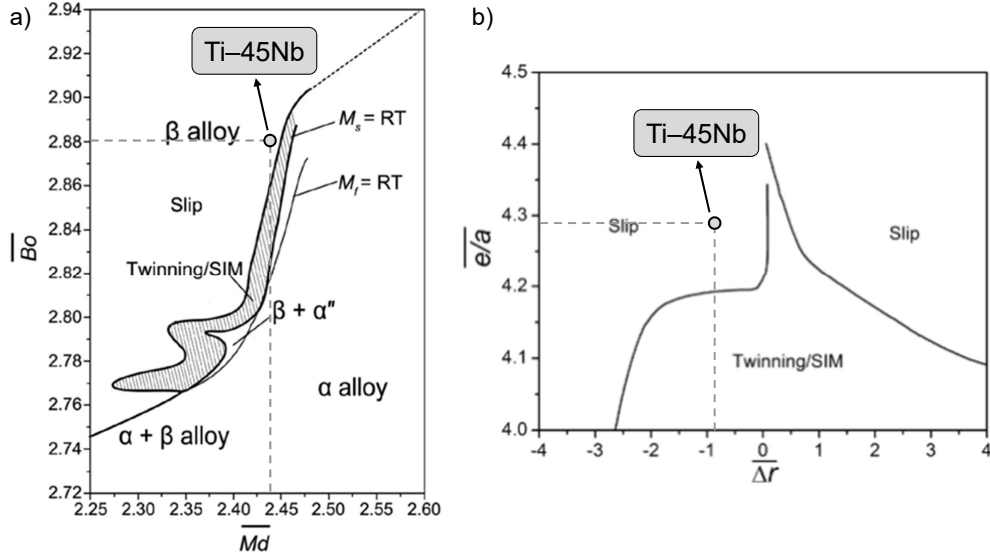 a)
2.94
2.92
2.90
2.88
2.86
2.84
2.82
2.80
2.78
2.76
2.74
2.72
Bo
Ti–45Nb
β alloy
Ms = RT
Mf = RT
Slip
Twinning/SIM
β + α″
α alloy
α + β alloy
2.25 2.30 2.35 2.40 2.45 2.50 2.55 2.60
Md
b)
4.5
4.4
4.3
4.2
4.1
4.0
e/a
Ti–45Nb
Slip
Slip
Twinning/SIM
-4 -3 -2 -1 0 1 2 3 4
Δr